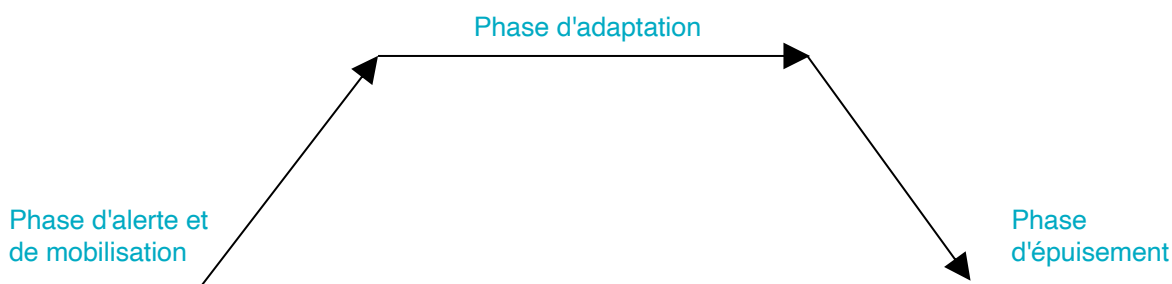 Phase d'adaptation
Phase d'alerte et
de mobilisation
Phase
d'épuisement